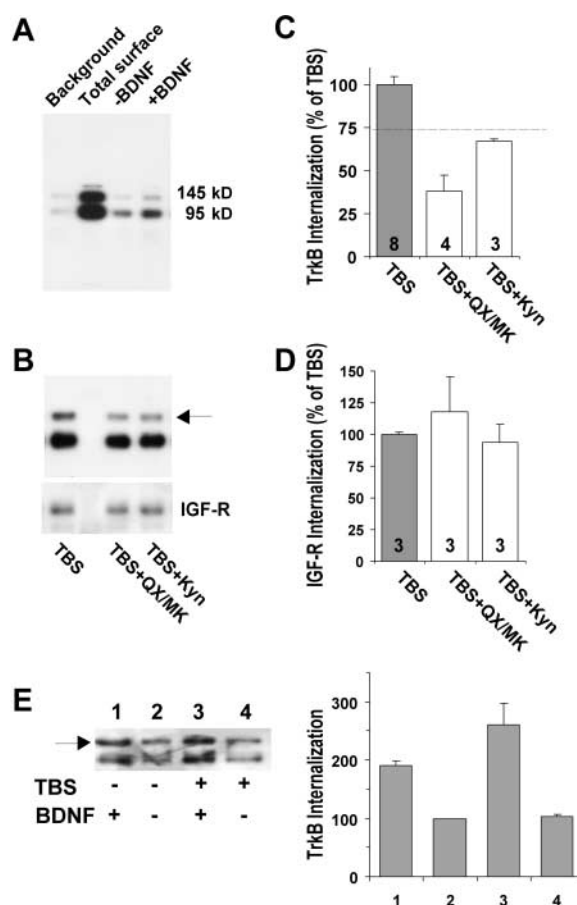 A
Background
Total surface
-BDNF
+BDNF
145 kD
95 kD
B
IGF-R
TBS
TBS+QX/MK
TBS+Kyn
C
TrkB Internalization (% of TBS)
100
75
50
25
0
8
4
3
TBS
TBS+QX/MK
TBS+Kyn
D
IGF-R Internalization (% of TBS)
150
125
100
75
50
25
0
3
3
3
TBS
TBS+QX/MK
TBS+Kyn
E
1 2 3 4
TBS - - + +
BDNF + - + -
TrkB Internalization
300
200
100
00
1 2 3 4